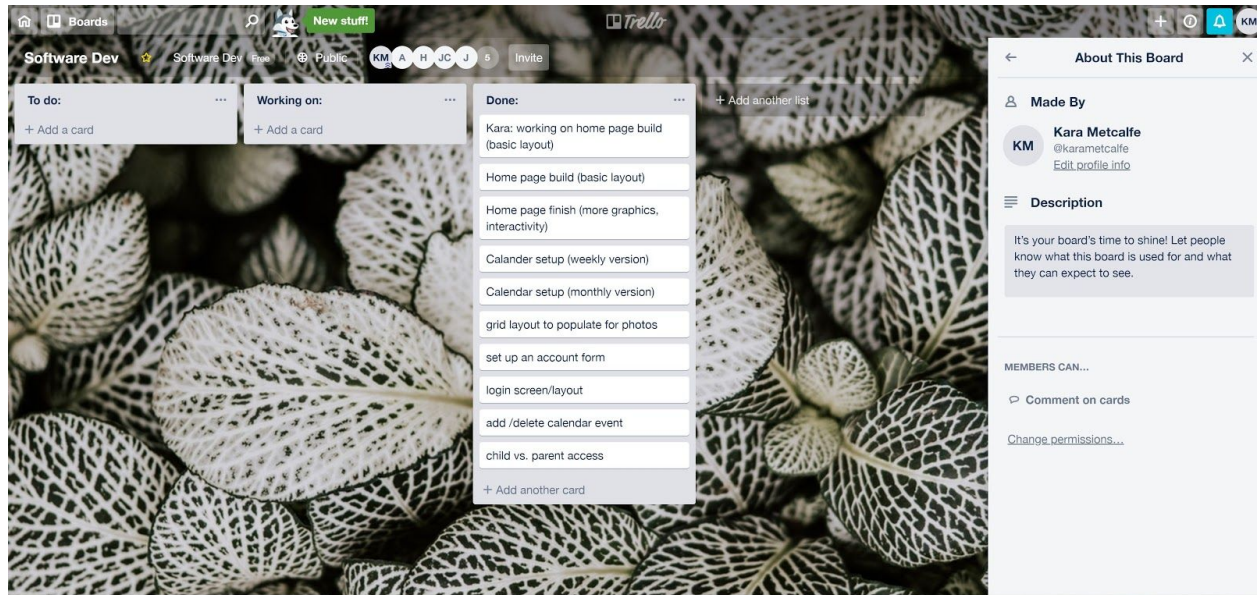 Boards
New stuff!
Trello
KM
Software Dev
Software Dev Free
Public
KM A H JC J 5
Invite
To do:
+ Add a card
Working on:
+ Add a card
Done:
Kara: working on home page build
(basic layout)
Home page build (basic layout)
Home page finish (more graphics,
interactivity)
Calander setup (weekly version)
Calendar setup (monthly version)
grid layout to populate for photos
set up an account form
login screen/layout
add /delete calendar event
child vs. parent access
+ Add another card
+ Add another list
About This Board
Made By
KM
Kara Metcalfe
@karametcalfe
Edit profile info
Description
It's your board's time to shine! Let people
know what this board is used for and what
they can expect to see.
MEMBERS CAN...
Comment on cards
Change permissions...